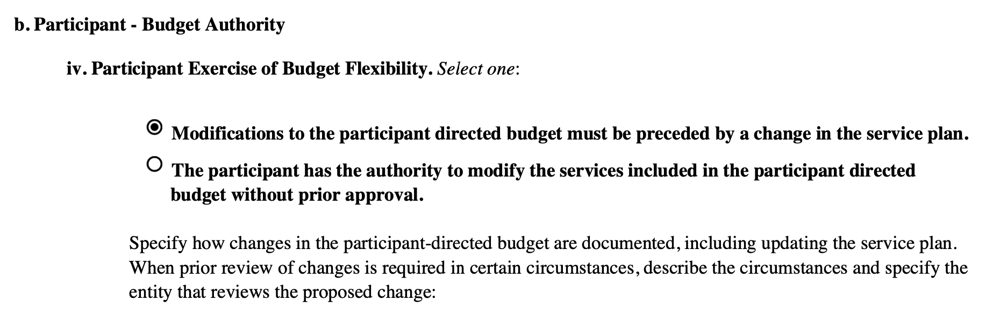 b. Participant - Budget Authority
iv. Participant Exercise of Budget Flexibility. Select one:
Modifications to the participant directed budget must be preceded by a change in the service plan.
The participant has the authority to modify the services included in the participant directed
budget without prior approval.
Specify how changes in the participant-directed budget are documented, including updating the service plan.
When prior review of changes is required in certain circumstances, describe the circumstances and specify the
entity that reviews the proposed change: